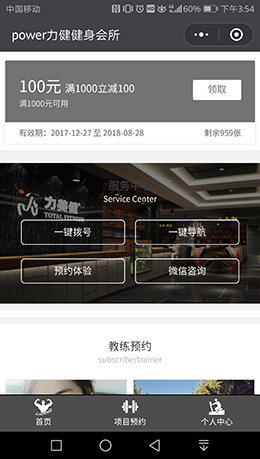 中国移动
60% 下午3:54
power力健健身会所
100元 满1000立减100
满1000元可用
领取
有效期：2017-12-27 至 2018-08-28
剩余959张
服务中心
Service Center
力美健
TOTAL FITNESS
一键拨号
一键导航
预约体验
微信咨询
教练预约
subscribe/trainer
首页
项目预约
个人中心